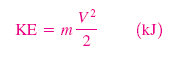 KE = m V²/2 (kJ)